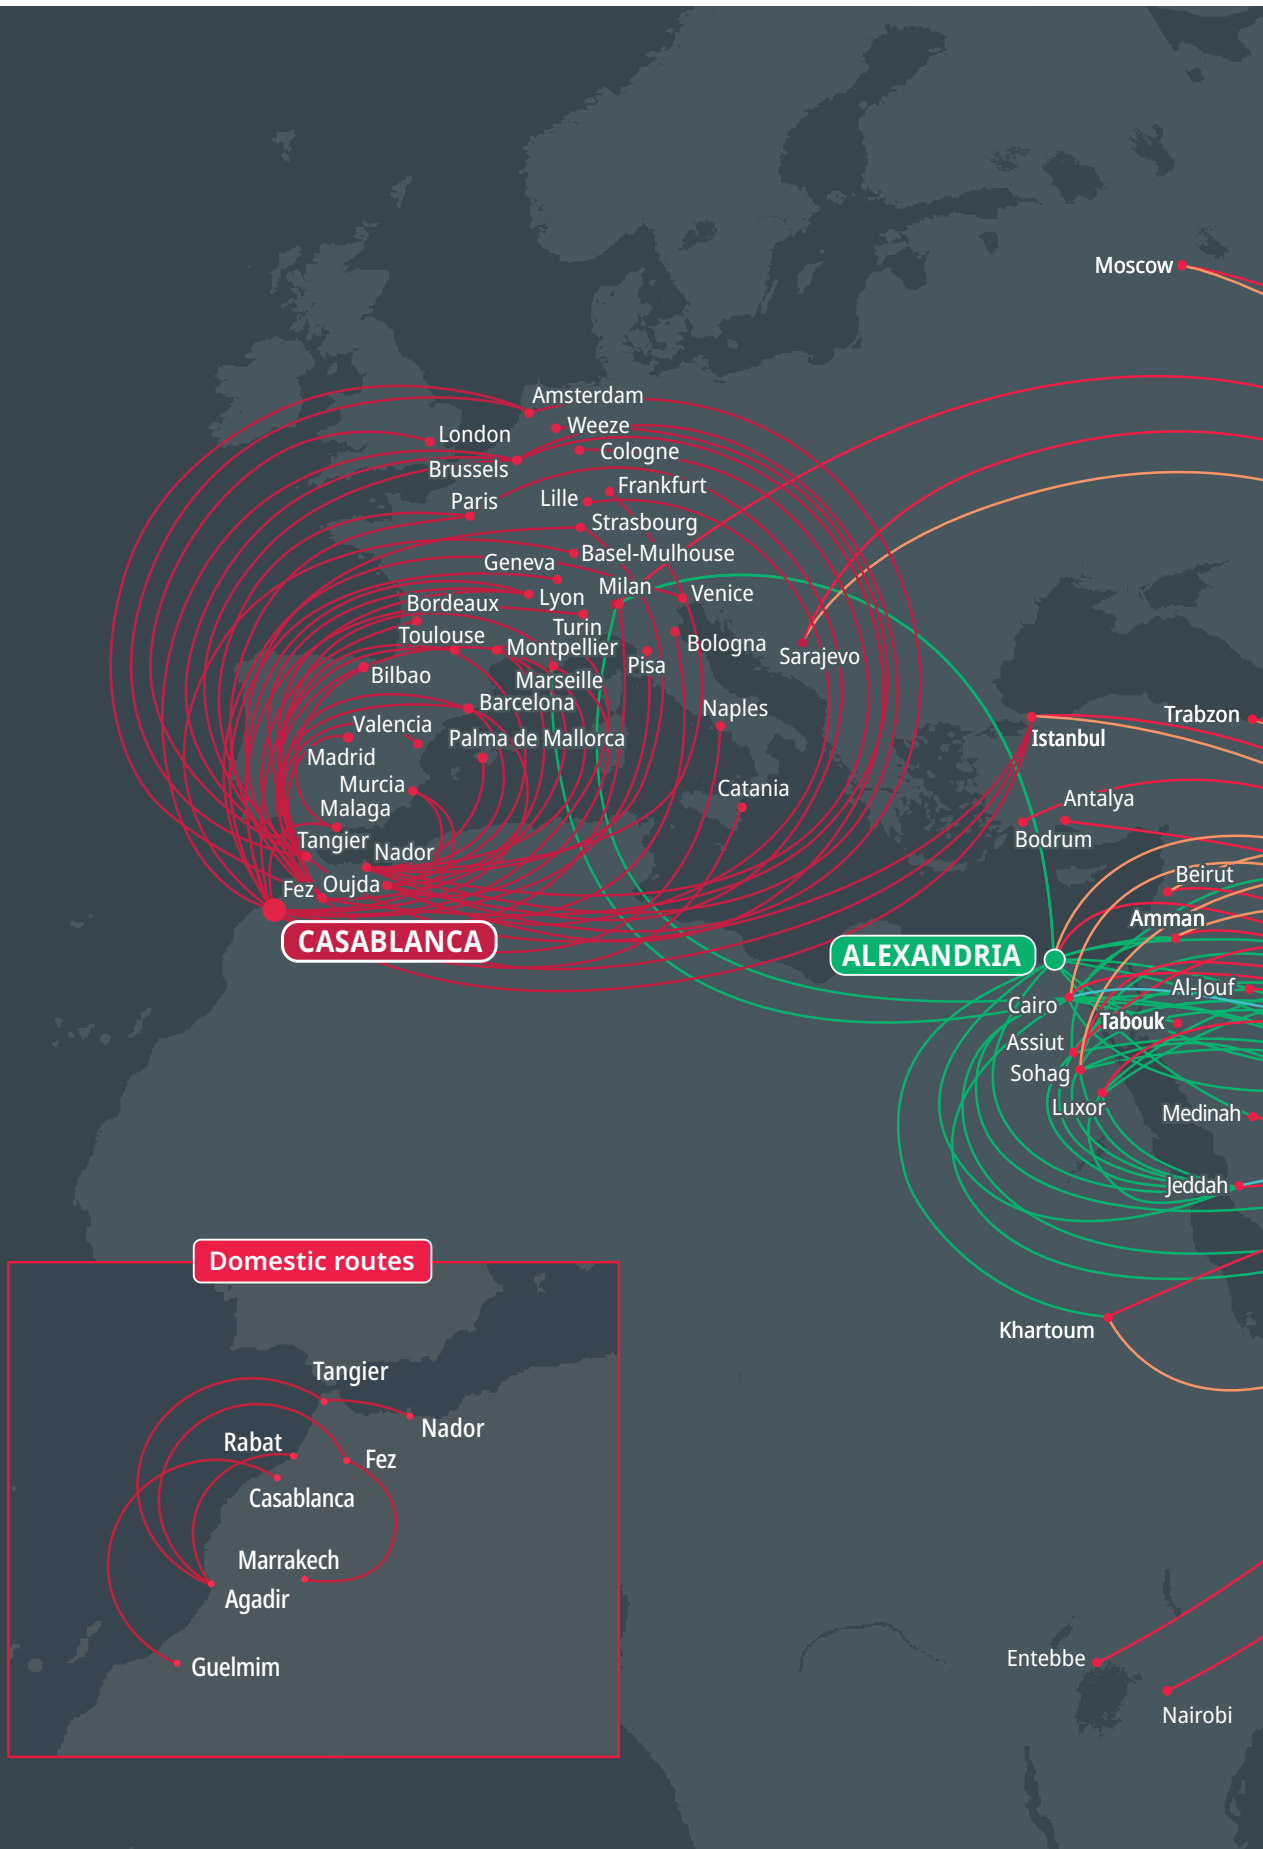 Moscow
Amsterdam
Weeze
London
Cologne
Brussels
Frankfurt
Lille
Paris
Strasbourg
Basel-Mulhouse
Geneva
Milan
Venice
Lyon
Bordeaux
Turin
Toulouse
Montpellier
Bologna
Sarajevo
Pisa
Bilbao
Marseille
Barcelona
Naples
Trabzon
Valencia
Palma de Mallorca
Istanbul
Madrid
Murcia
Catania
Antalya
Malaga
Tangier
Bodrum
Nador
Beirut
Fez
Oujda
Amman
CASABLANCA
ALEXANDRIA
Al-Jouf
Cairo
Tabouk
Assiut
Sohag
Luxor
Medinah
Jeddah
Domestic routes
Khartoum
Tangier
Nador
Rabat
Fez
Casablanca
Marrakech
Agadir
Guelmim
Entebbe
Nairobi